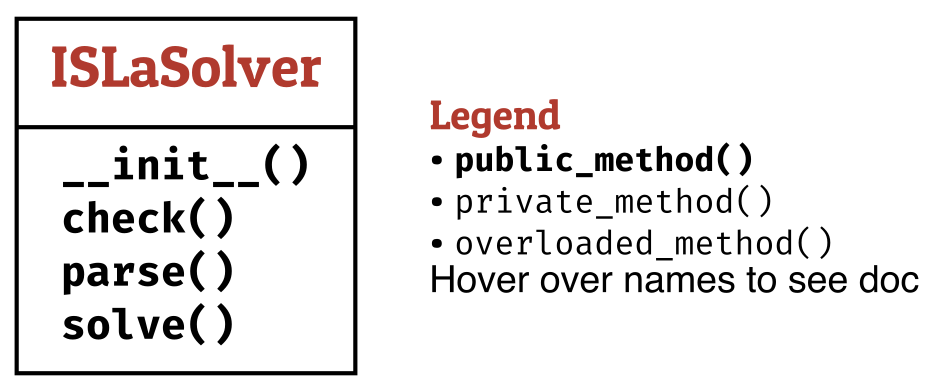 ISLaSolver
__init__()
check()
parse()
solve()
Legend
• public_method()
• private_method()
• overloaded_method()
Hover over names to see doc